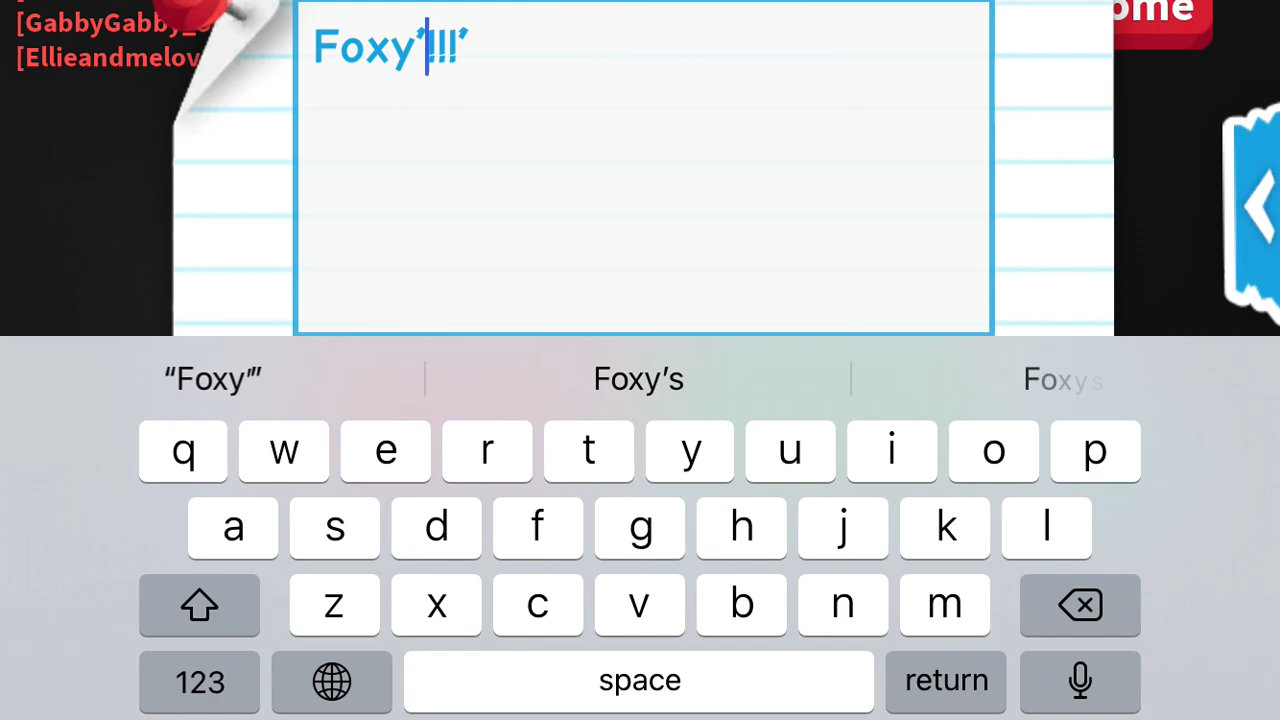 [GabbyGabby_
[Ellieandmelov
ome
Foxy’!!!’
“Foxy’” Foxy’s Foxys
q w e r t y u i o p
a s d f g h j k l
z x c v b n m
123 space return